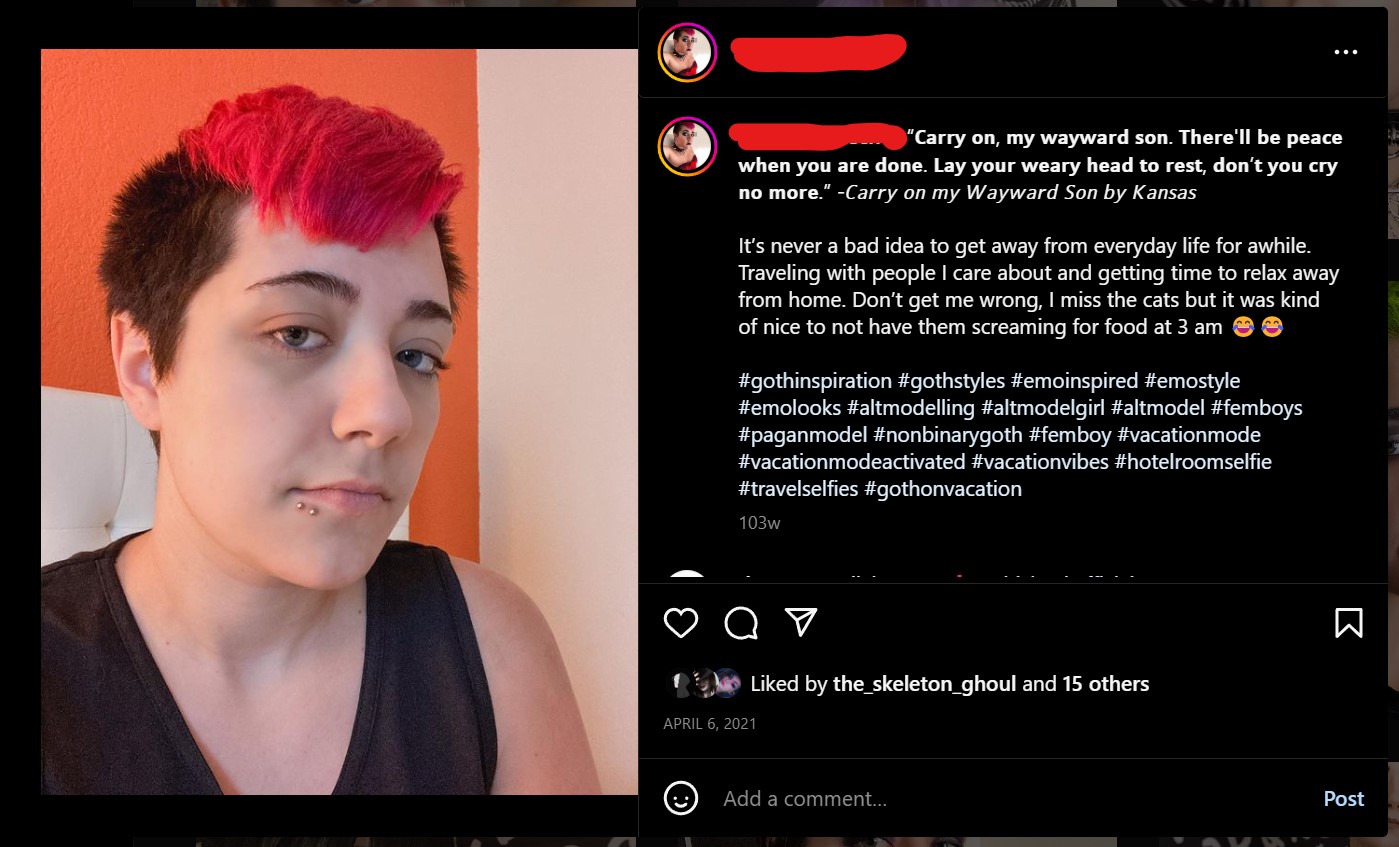 "Carry on, my wayward son. There'll be peace
when you are done. Lay your weary head to rest, don't you cry
no more." -Carry on my Wayward Son by Kansas
It's never a bad idea to get away from everyday life for awhile.
Traveling with people I care about and getting time to relax away
from home. Don't get me wrong, I miss the cats but it was kind
of nice to not have them screaming for food at 3 am 😂 😂
#gothinspiration #gothstyles #emoinspired #emostyle
#emolooks #altmodelling #altmodelgirl #altmodel #femboys
#paganmodel #nonbinarygoth #femboy #vacationmode
#vacationmodeactivated #vacationvibes #hotelroomselfie
#travelselfies #gothonvacation
103w
Liked by the_skeleton_ghoul and 15 others
APRIL 6, 2021
Add a comment...
Post